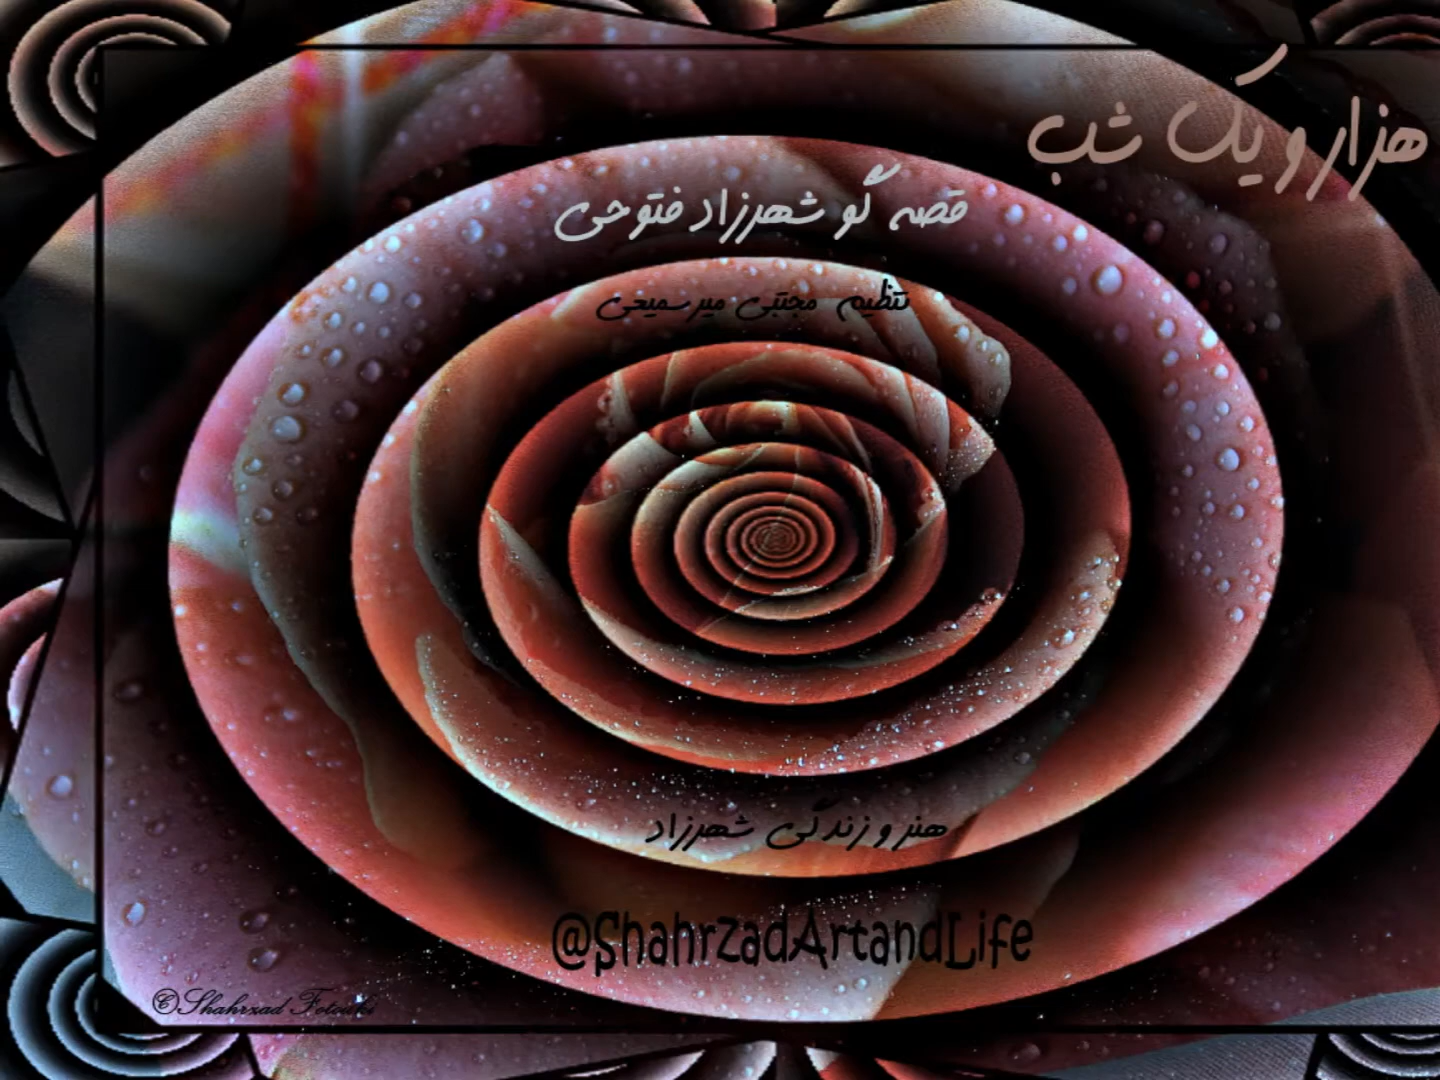 هزار و یک شب
قصه گو شهرزاد فتوحی
تنظیم مجتبی میرسمیعی
هنر و زندگی شهرزاد
@ShahrzadArtandLife
©Shahrzad Fotouhi